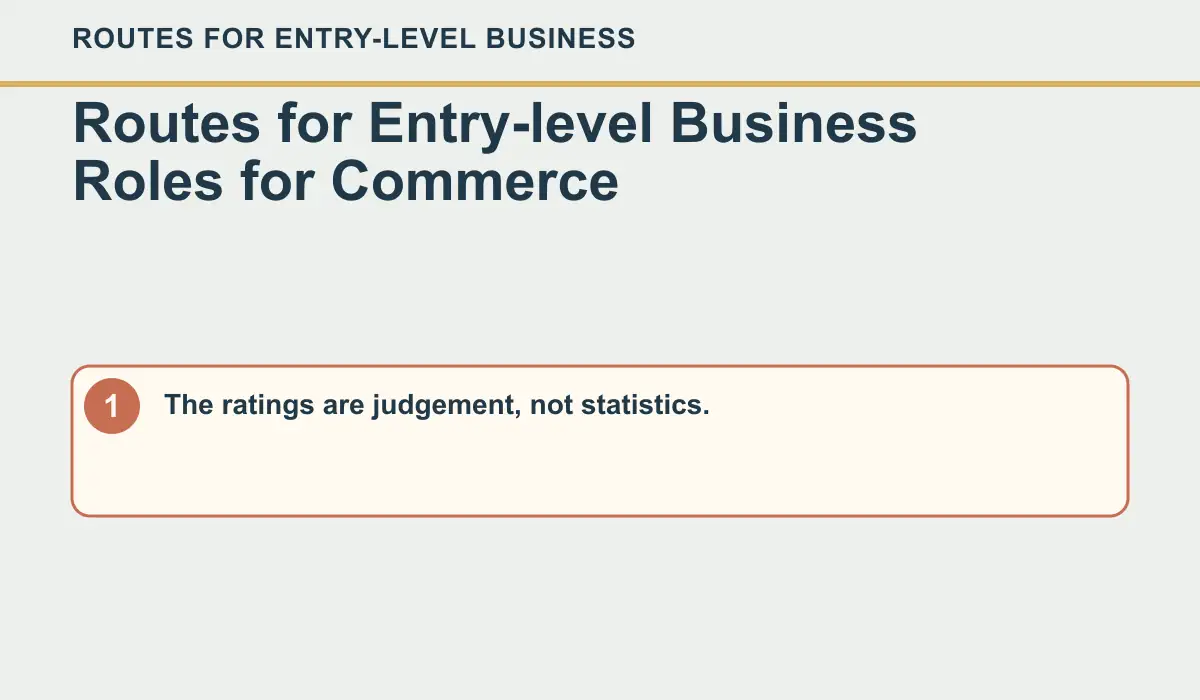 ROUTES FOR ENTRY-LEVEL BUSINESS
Routes for Entry-level Business
Roles for Commerce
1 The ratings are judgement, not statistics.